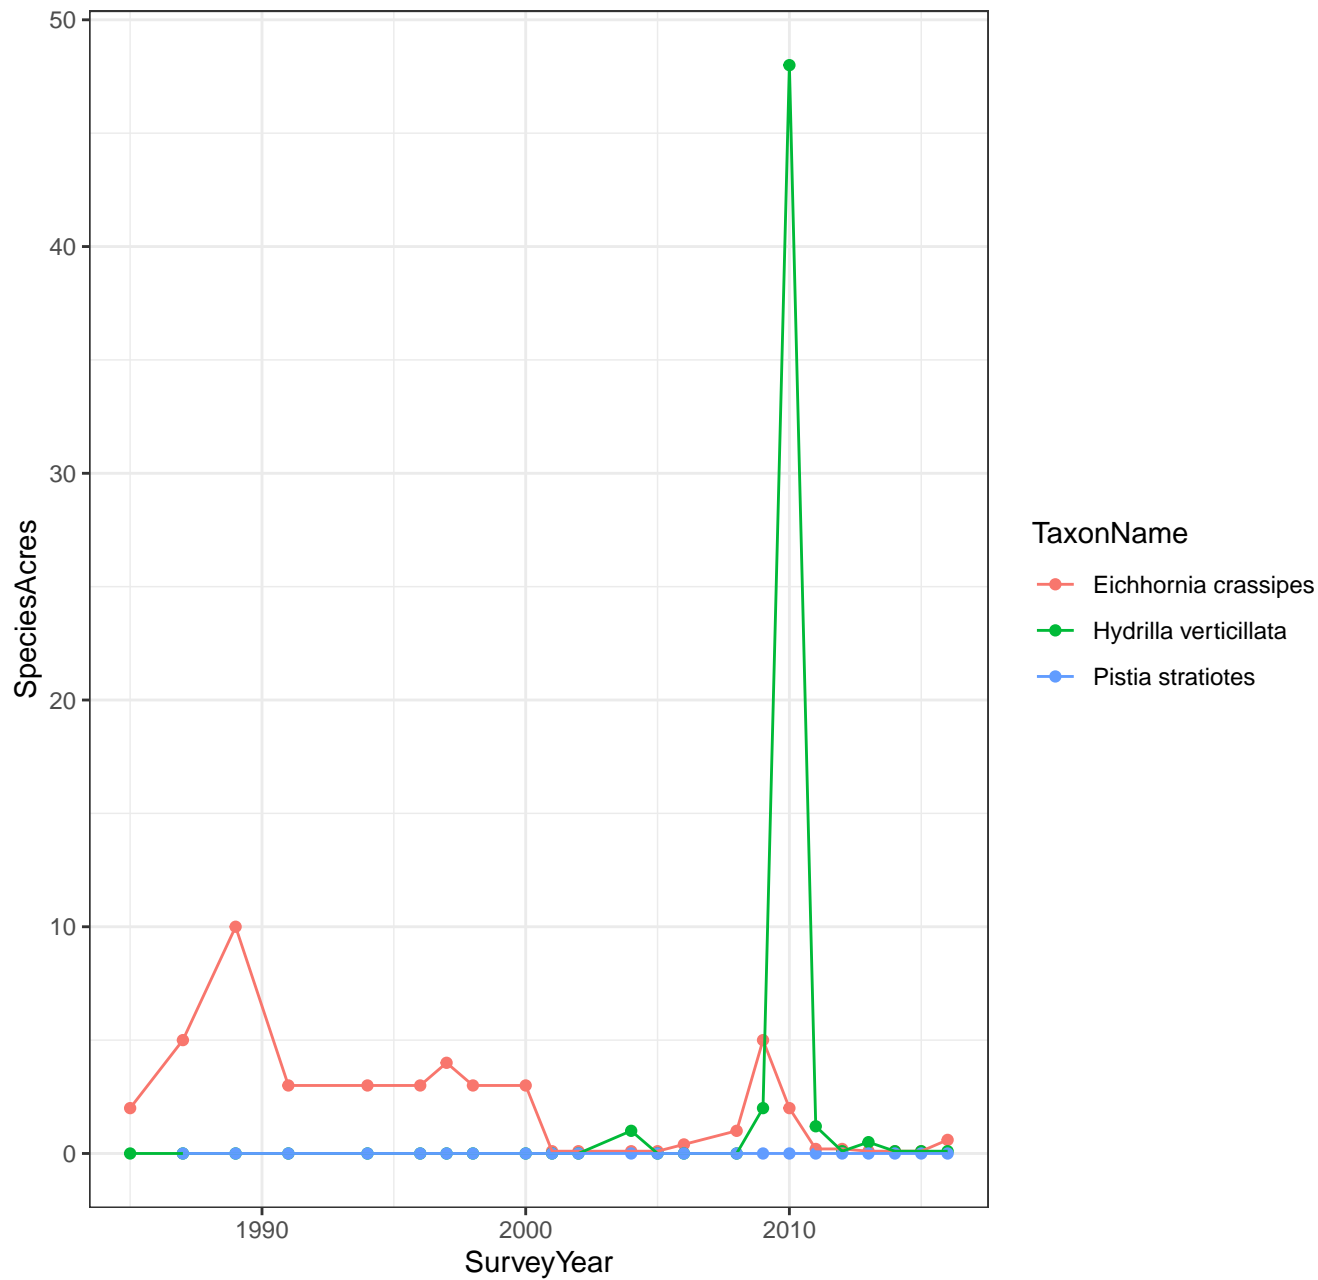 50
40
30
20
10
0
SpeciesAcres
1990
2000
2010
SurveyYear
TaxonName
Eichhornia crassipes
Hydrilla verticillata
Pistia stratiotes